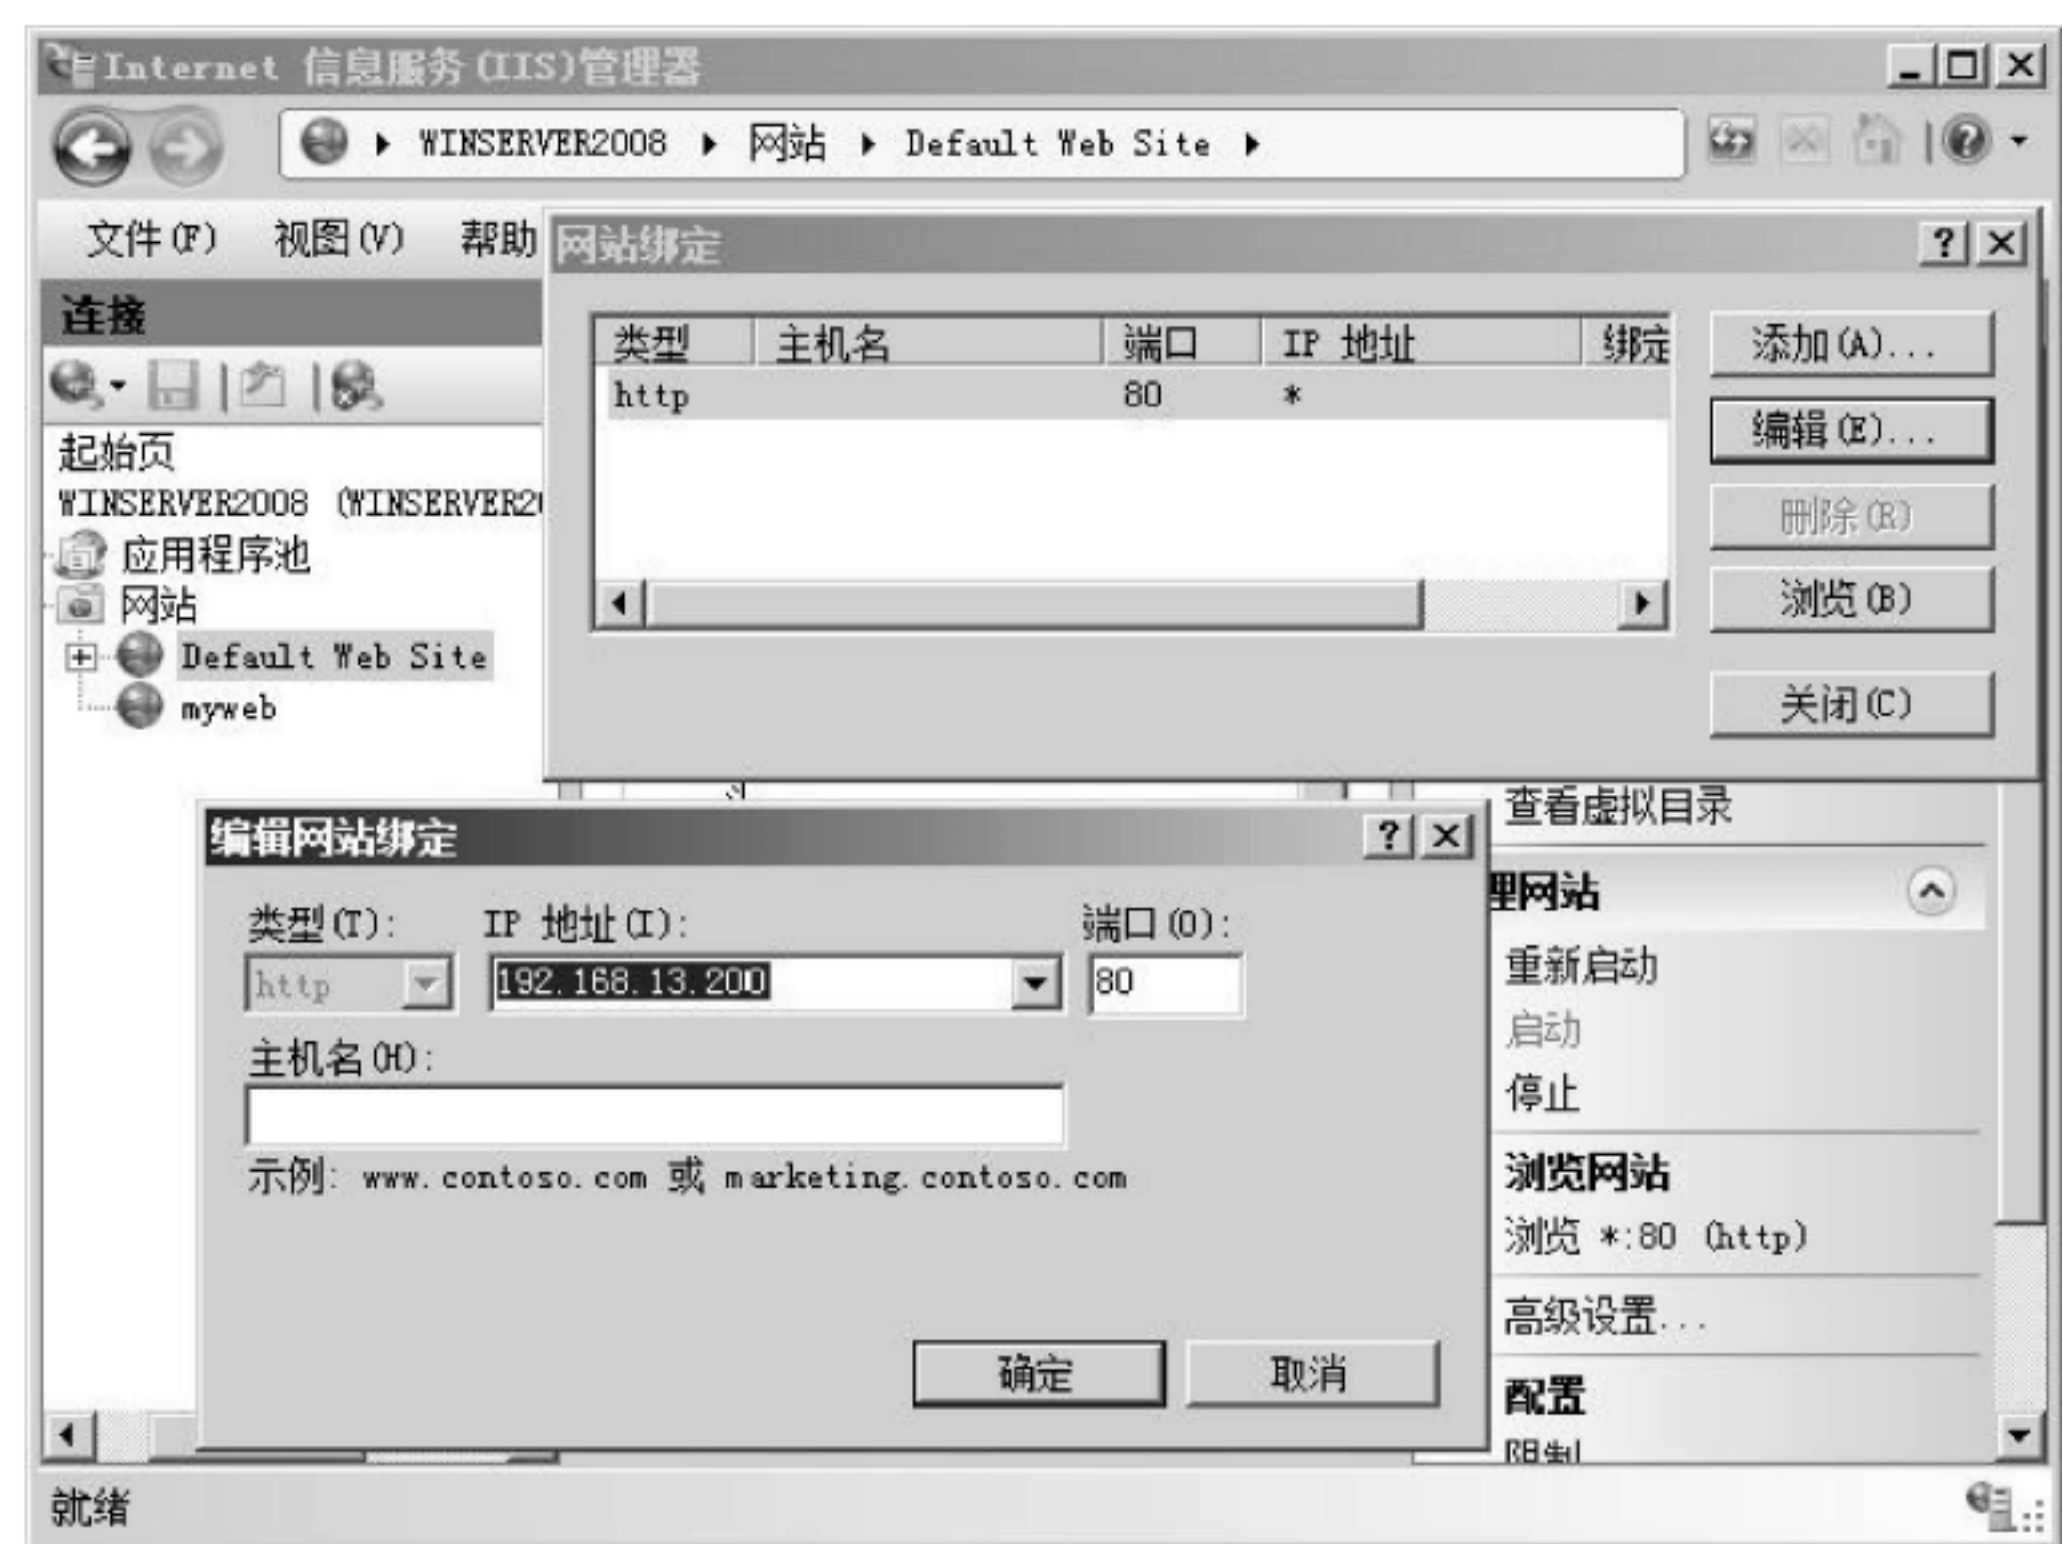 Internet 信息服务(IIS)管理器
WINSERVER2008 网站 Default Web Site
文件(F) 视图(V) 帮助
连接
起始页
WINSERVER2008 (WINSERVER2
应用程序池
网站
Default Web Site
myweb
网站绑定
类型 主机名 端口 IP 地址 绑定
http 80 *
添加(A)...
编辑(E)...
删除(R)
浏览(B)
关闭(C)
编辑网站绑定
类型(T): IP 地址(I): 端口(O):
http 192.168.13.200 80
主机名(H):
示例: www.contoso.com 或 marketing.contoso.com
确定 取消
查看虚拟目录
理网站
重新启动
启动
停止
浏览网站
浏览 *:80 (http)
高级设置...
配置
限制
就绪